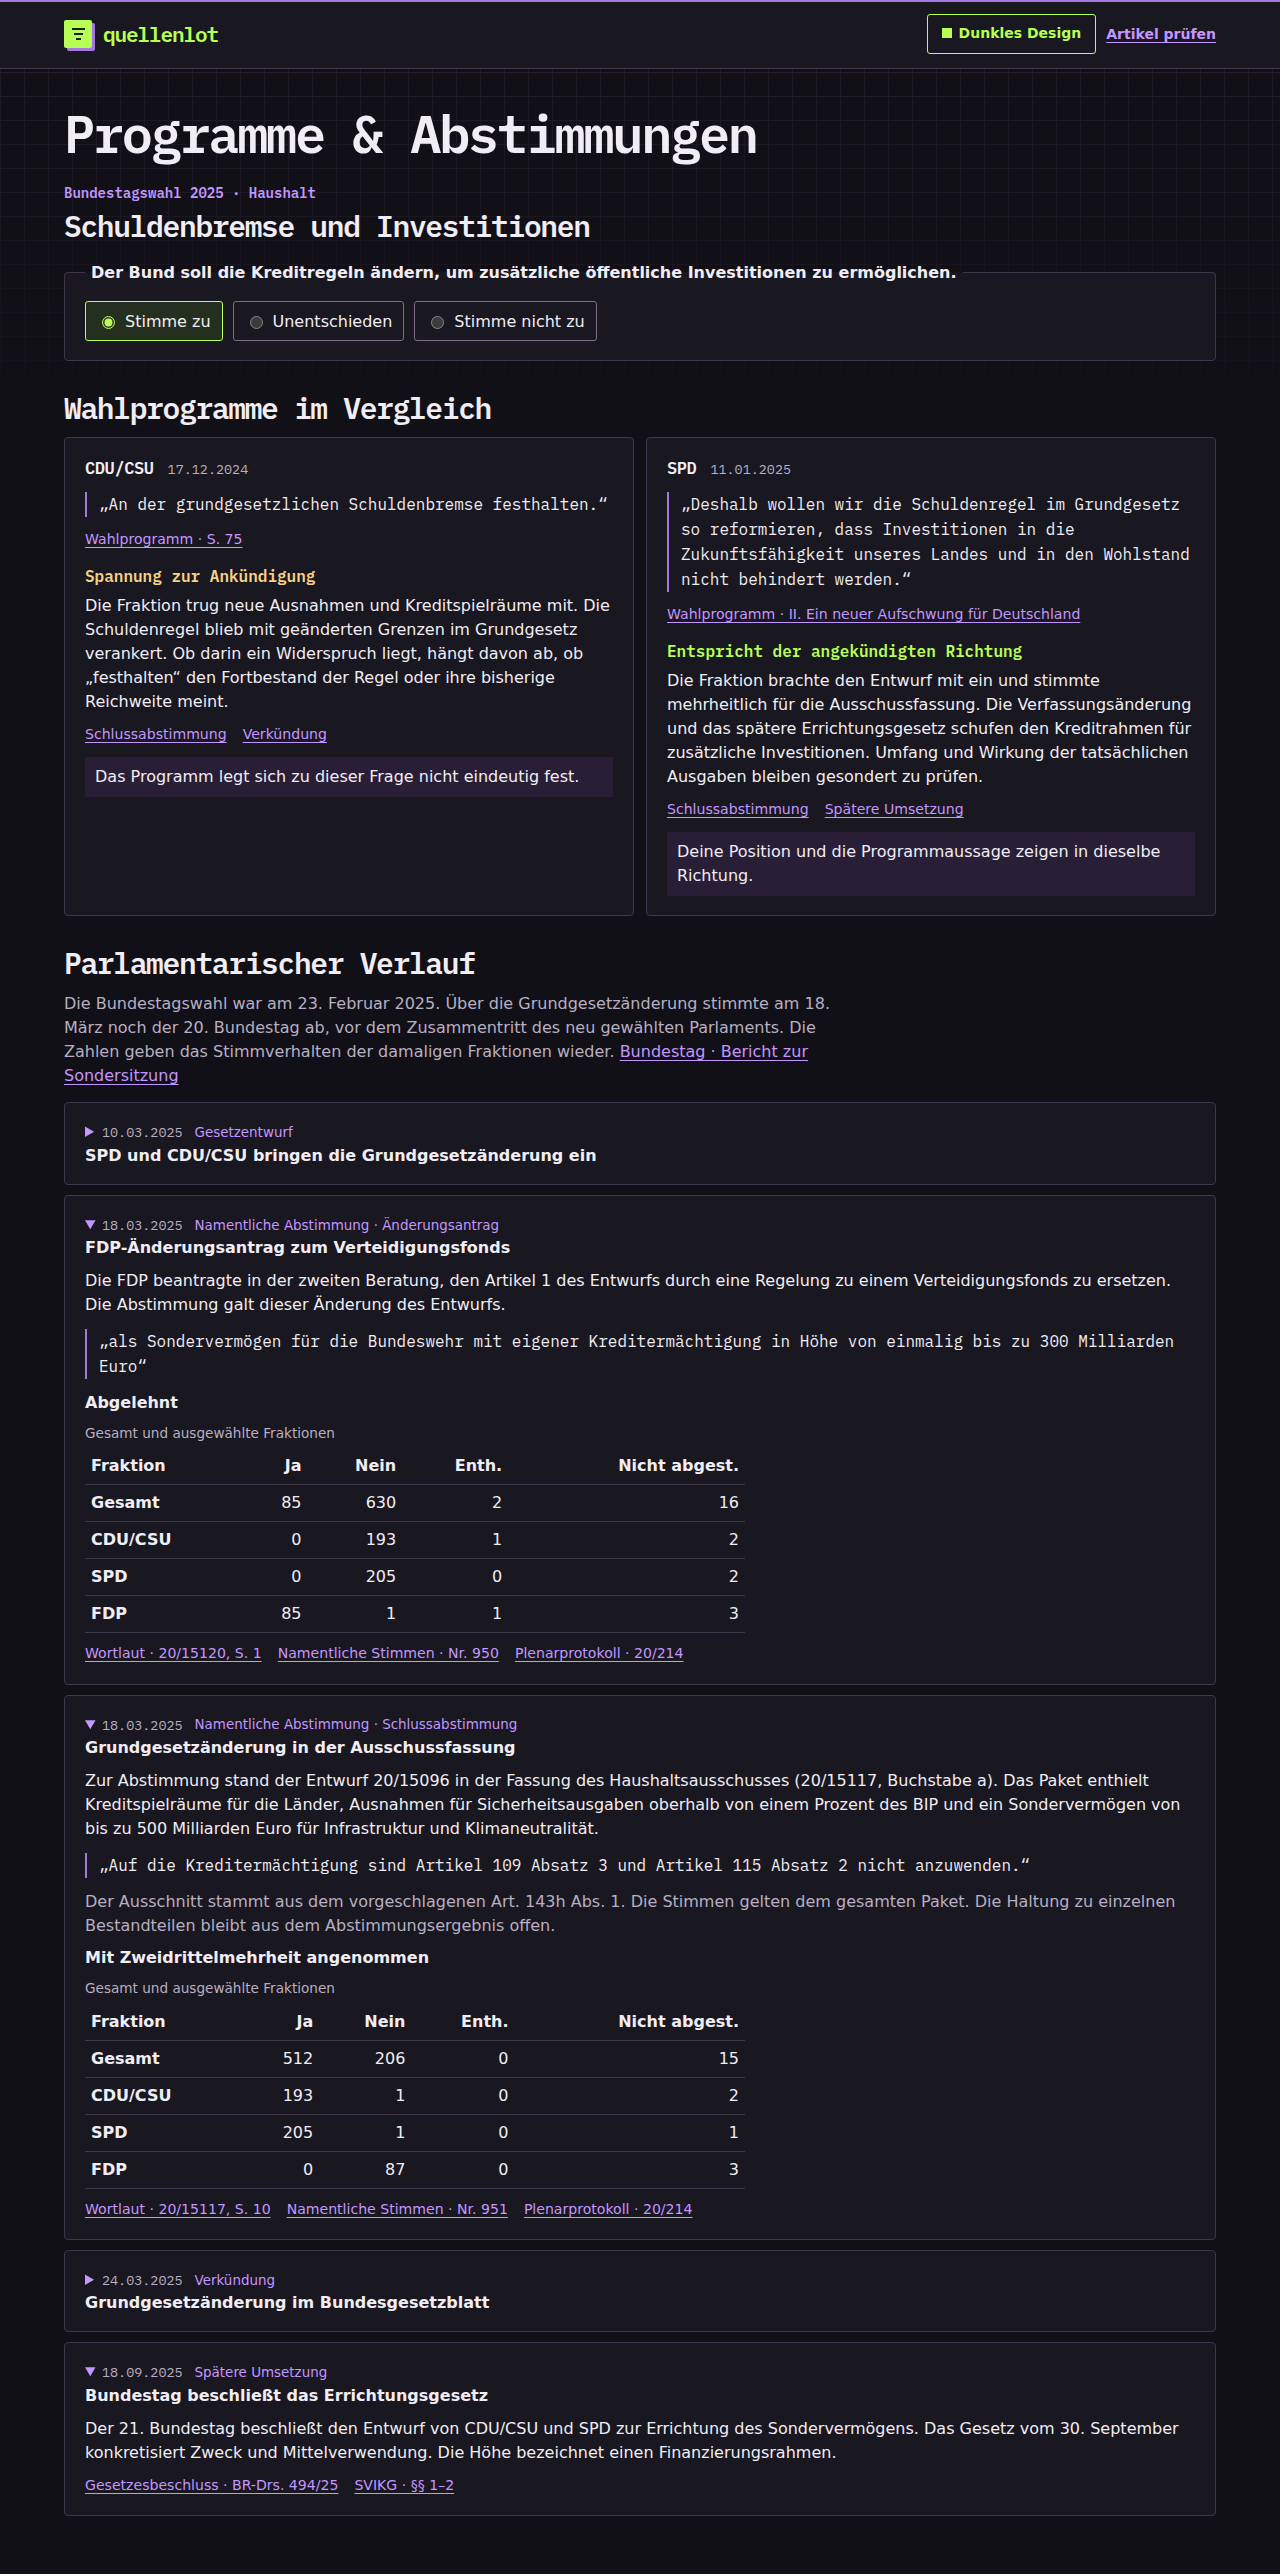 quellenlot
Dunkles Design
Artikel prüfen
Programme & Abstimmungen
Bundestagswahl 2025 · Haushalt
Schuldenbremse und Investitionen
Der Bund soll die Kreditregeln ändern, um zusätzliche öffentliche Investitionen zu ermöglichen.
Stimme zu
Unentschieden
Stimme nicht zu
Wahlprogramme im Vergleich
CDU/CSU 17.12.2024
„An der grundgesetzlichen Schuldenbremse festhalten.“
Wahlprogramm · S. 75
Spannung zur Ankündigung
Die Fraktion trug neue Ausnahmen und Kreditspielräume mit. Die
Schuldenregel blieb mit geänderten Grenzen im Grundgesetz
verankert. Ob darin ein Widerspruch liegt, hängt davon ab, ob
„festhalten“ den Fortbestand der Regel oder ihre bisherige
Reichweite meint.
Schlussabstimmung Verkündung
Das Programm legt sich zu dieser Frage nicht eindeutig fest.
SPD 11.01.2025
„Deshalb wollen wir die Schuldenregel im Grundgesetz
so reformieren, dass Investitionen in die
Zukunftsfähigkeit unseres Landes und in den Wohlstand
nicht behindert werden.“
Wahlprogramm · II. Ein neuer Aufschwung für Deutschland
Entspricht der angekündigten Richtung
Die Fraktion brachte den Entwurf mit ein und stimmte
mehrheitlich für die Ausschussfassung. Die Verfassungsänderung
und das spätere Errichtungsgesetz schufen den Kreditrahmen für
zusätzliche Investitionen. Umfang und Wirkung der tatsächlichen
Ausgaben bleiben gesondert zu prüfen.
Schlussabstimmung Spätere Umsetzung
Deine Position und die Programmaussage zeigen in dieselbe
Richtung.
Parlamentarischer Verlauf
Die Bundestagswahl war am 23. Februar 2025. Über die Grundgesetzänderung stimmte am 18.
März noch der 20. Bundestag ab, vor dem Zusammentritt des neu gewählten Parlaments. Die
Zahlen geben das Stimmverhalten der damaligen Fraktionen wieder. Bundestag · Bericht zur
Sondersitzung
10.03.2025 Gesetzentwurf
SPD und CDU/CSU bringen die Grundgesetzänderung ein
18.03.2025 Namentliche Abstimmung · Änderungsantrag
FDP-Änderungsantrag zum Verteidigungsfonds
Die FDP beantragte in der zweiten Beratung, den Artikel 1 des Entwurfs durch eine Regelung zu einem Verteidigungsfonds zu ersetzen.
Die Abstimmung galt dieser Änderung des Entwurfs.
„als Sondervermögen für die Bundeswehr mit eigener Kreditermächtigung in Höhe von einmalig bis zu 300 Milliarden
Euro“
Abgelehnt
Gesamt und ausgewählte Fraktionen
Fraktion Ja Nein Enth. Nicht abgest.
Gesamt 85 630 2 16
CDU/CSU 0 193 1 2
SPD 0 205 0 2
FDP 85 1 1 3
Wortlaut · 20/15120, S. 1 Namentliche Stimmen · Nr. 950 Plenarprotokoll · 20/214
18.03.2025 Namentliche Abstimmung · Schlussabstimmung
Grundgesetzänderung in der Ausschussfassung
Zur Abstimmung stand der Entwurf 20/15096 in der Fassung des Haushaltsausschusses (20/15117, Buchstabe a). Das Paket enthielt
Kreditspielräume für die Länder, Ausnahmen für Sicherheitsausgaben oberhalb von einem Prozent des BIP und ein Sondervermögen von
bis zu 500 Milliarden Euro für Infrastruktur und Klimaneutralität.
„Auf die Kreditermächtigung sind Artikel 109 Absatz 3 und Artikel 115 Absatz 2 nicht anzuwenden.“
Der Ausschnitt stammt aus dem vorgeschlagenen Art. 143h Abs. 1. Die Stimmen gelten dem gesamten Paket. Die Haltung zu einzelnen
Bestandteilen bleibt aus dem Abstimmungsergebnis offen.
Mit Zweidrittelmehrheit angenommen
Gesamt und ausgewählte Fraktionen
Fraktion Ja Nein Enth. Nicht abgest.
Gesamt 512 206 0 15
CDU/CSU 193 1 0 2
SPD 205 1 0 1
FDP 0 87 0 3
Wortlaut · 20/15117, S. 10 Namentliche Stimmen · Nr. 951 Plenarprotokoll · 20/214
24.03.2025 Verkündung
Grundgesetzänderung im Bundesgesetzblatt
18.09.2025 Spätere Umsetzung
Bundestag beschließt das Errichtungsgesetz
Der 21. Bundestag beschließt den Entwurf von CDU/CSU und SPD zur Errichtung des Sondervermögens. Das Gesetz vom 30. September
konkretisiert Zweck und Mittelverwendung. Die Höhe bezeichnet einen Finanzierungsrahmen.
Gesetzesbeschluss · BR-Drs. 494/25 SVIKG · §§ 1–2